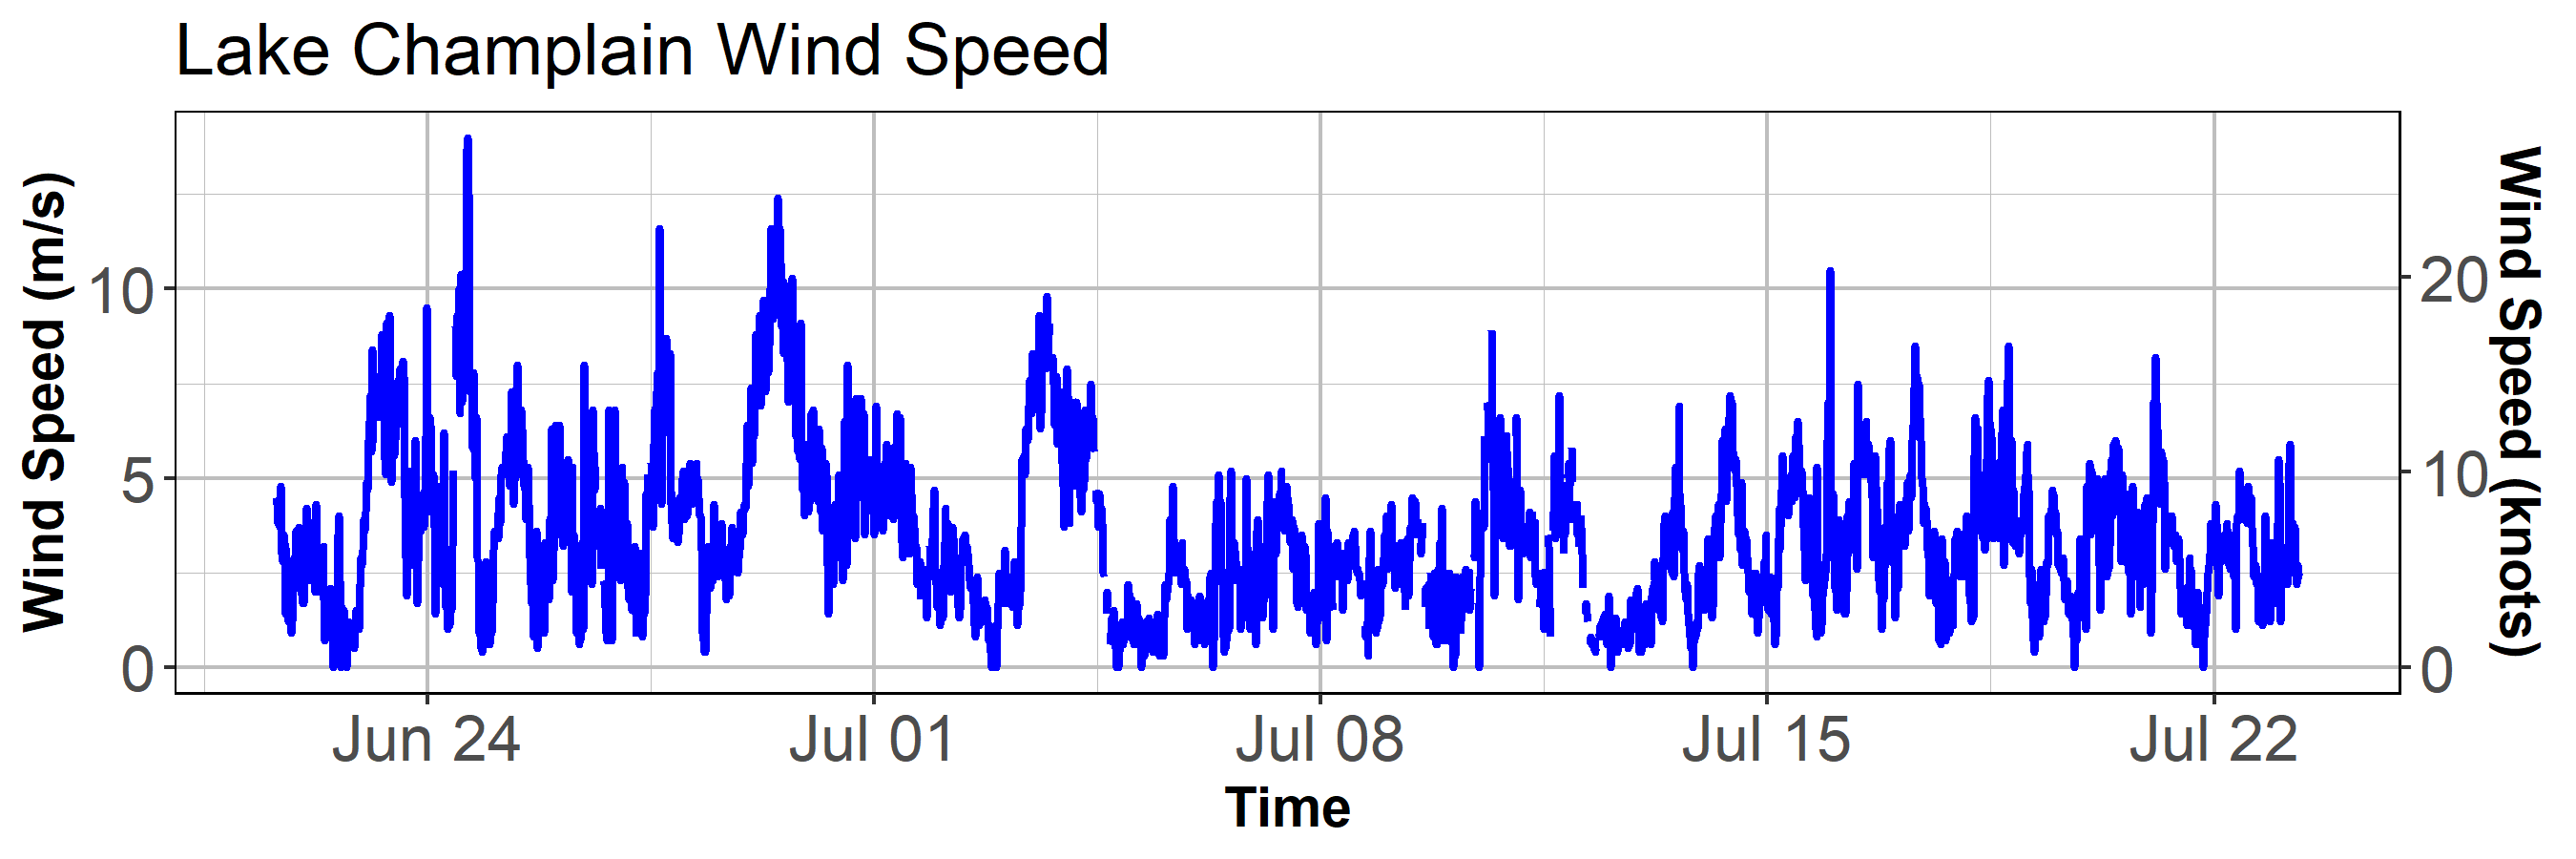 Lake Champlain Wind Speed
Wind Speed (m/s)
10
5
0
20
10
0
Wind Speed (knots)
Jun 24
Jul 01
Jul 08
Jul 15
Jul 22
Time